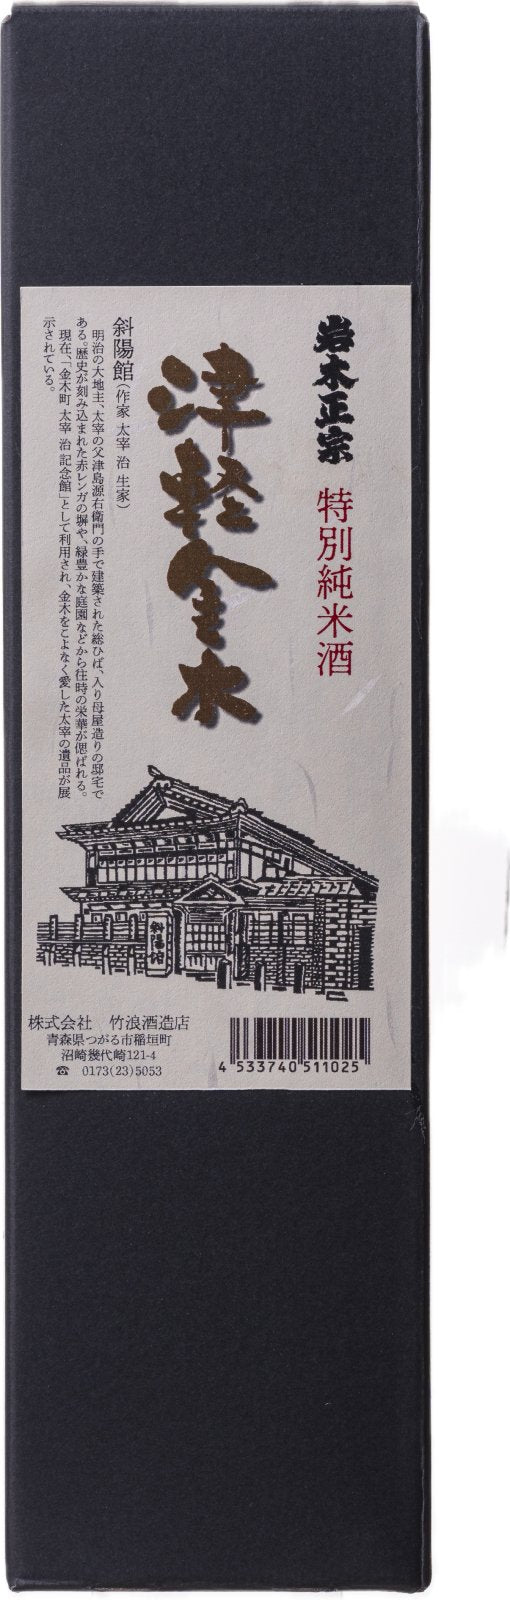 岩木正宗
特別純米酒
津軽金木
斜陽館(作家 太宰 治 生家)
明治の大地主、太宰の父津島源右衛門の手で建築された総ひば、入り母屋造りの邸宅で
ある。歴史が刻み込まれた赤レンガの塀や、緑豊かな庭園などから往時の栄華が偲ばれる。
現在、「金木町 太宰 治 記念館」として利用され、金木をこよなく愛した太宰の遺品が展
示されている。
斜陽館
株式会社 竹浪酒造店
青森県つがる市稲垣町
沼崎幾代崎121-4
☎ 0173(23)5053
4 533740 511025